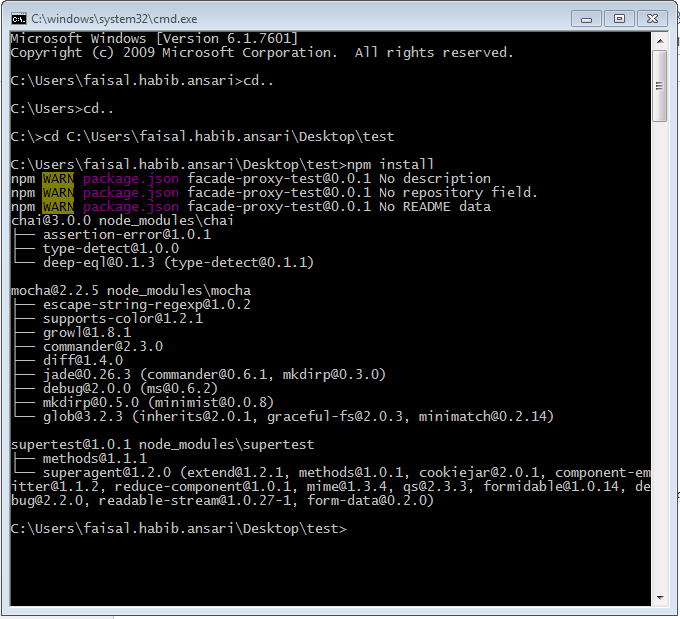 C:\windows\system32\cmd.exe
Microsoft Windows [Version 6.1.7601]
Copyright (c) 2009 Microsoft Corporation.  All rights reserved.
C:\Users\faisal.habib.ansari>cd..
C:\Users>cd..
C:\>cd C:\Users\faisal.habib.ansari\Desktop\test
C:\Users\faisal.habib.ansari\Desktop\test>npm install
npm WARN package.json facade-proxy-test@0.0.1 No description
npm WARN package.json facade-proxy-test@0.0.1 No repository field.
npm WARN package.json facade-proxy-test@0.0.1 No README data
chai@3.0.0 node_modules\chai
├── assertion-error@1.0.1
├── type-detect@1.0.0
└── deep-eql@0.1.3 (type-detect@0.1.1)
mocha@2.2.5 node_modules\mocha
├── escape-string-regexp@1.0.2
├── supports-color@1.2.1
├── growl@1.8.1
├── commander@2.3.0
├── diff@1.4.0
├── jade@0.26.3 (commander@0.6.1, mkdirp@0.3.0)
├── debug@2.0.0 (ms@0.6.2)
├── mkdirp@0.5.0 (minimist@0.0.8)
└── glob@3.2.3 (inherits@2.0.1, graceful-fs@2.0.3, minimatch@0.2.14)
supertest@1.0.1 node_modules\supertest
├── methods@1.1.1
└── superagent@1.2.0 (extend@1.2.1, methods@1.0.1, cookiejar@2.0.1, component-em
itter@1.1.2, reduce-component@1.0.1, mime@1.3.4, qs@2.3.3, formidable@1.0.14, de
bug@2.2.0, readable-stream@1.0.27-1, form-data@0.2.0)
C:\Users\faisal.habib.ansari\Desktop\test>